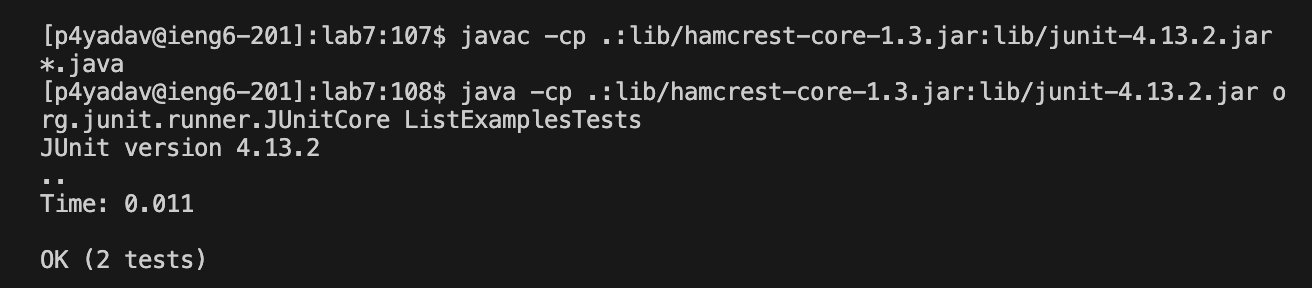 [p4yadav@ieng6-201]:lab7:107$ javac -cp .:lib/hamcrest-core-1.3.jar:lib/junit-4.13.2.jar
*.java
[p4yadav@ieng6-201]:lab7:108$ java -cp .:lib/hamcrest-core-1.3.jar:lib/junit-4.13.2.jar o
rg.junit.runner.JUnitCore ListExamplesTests
JUnit version 4.13.2
..
Time: 0.011
OK (2 tests)